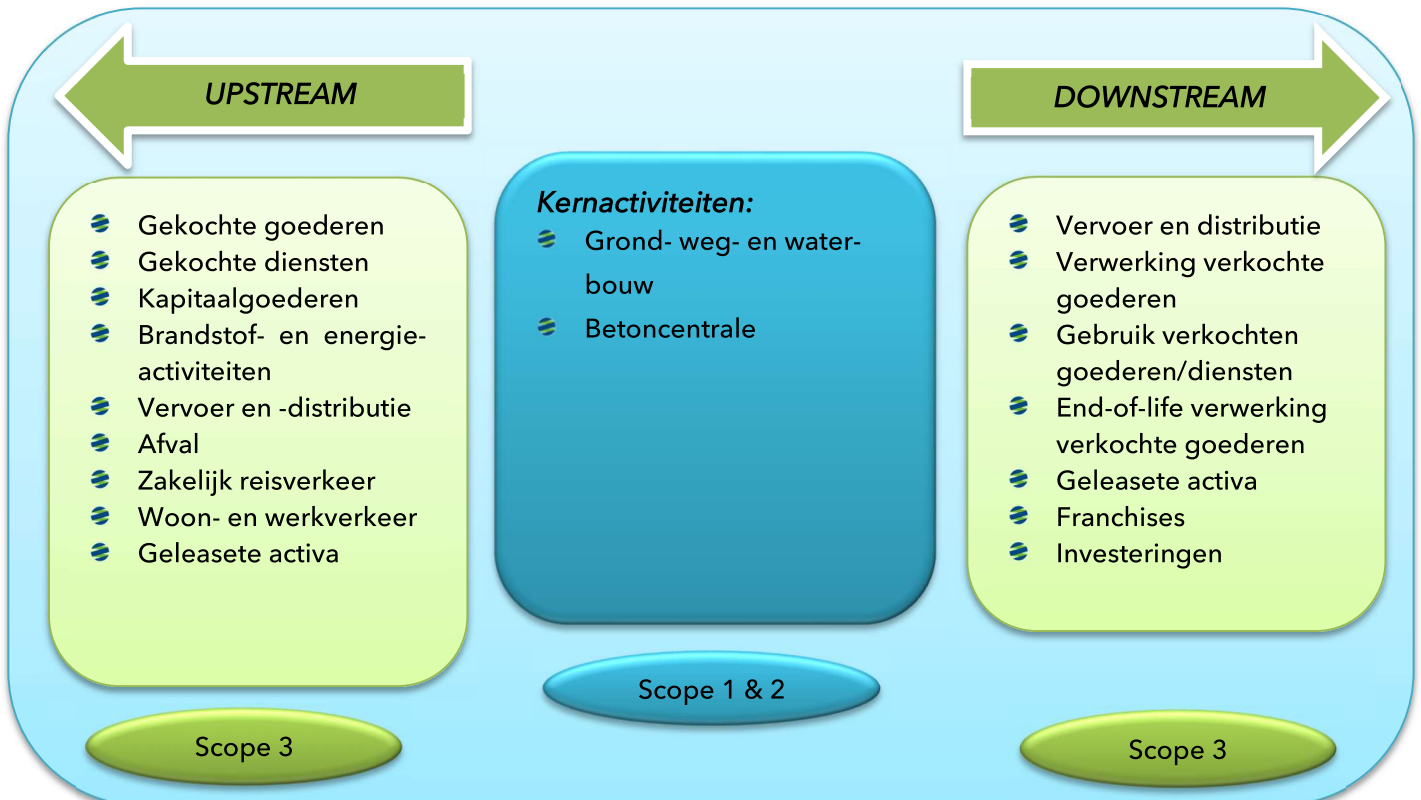 UPSTREAM
Gekochte goederen
Gekochte diensten
Kapitaalgoederen
Brandstof- en energie-
activiteiten
Vervoer en -distributie
Afval
Zakelijk reisverkeer
Woon- en werkverkeer
Geleasete activa
Scope 3
Kernactiviteiten:
Grond- weg- en water-
bouw
Betoncentrale
Scope 1 & 2
DOWNSTREAM
Vervoer en distributie
Verwerking verkochte
goederen
Gebruik verkochten
goederen/diensten
End-of-life verwerking
verkochte goederen
Geleasete activa
Franchises
Investeringen
Scope 3